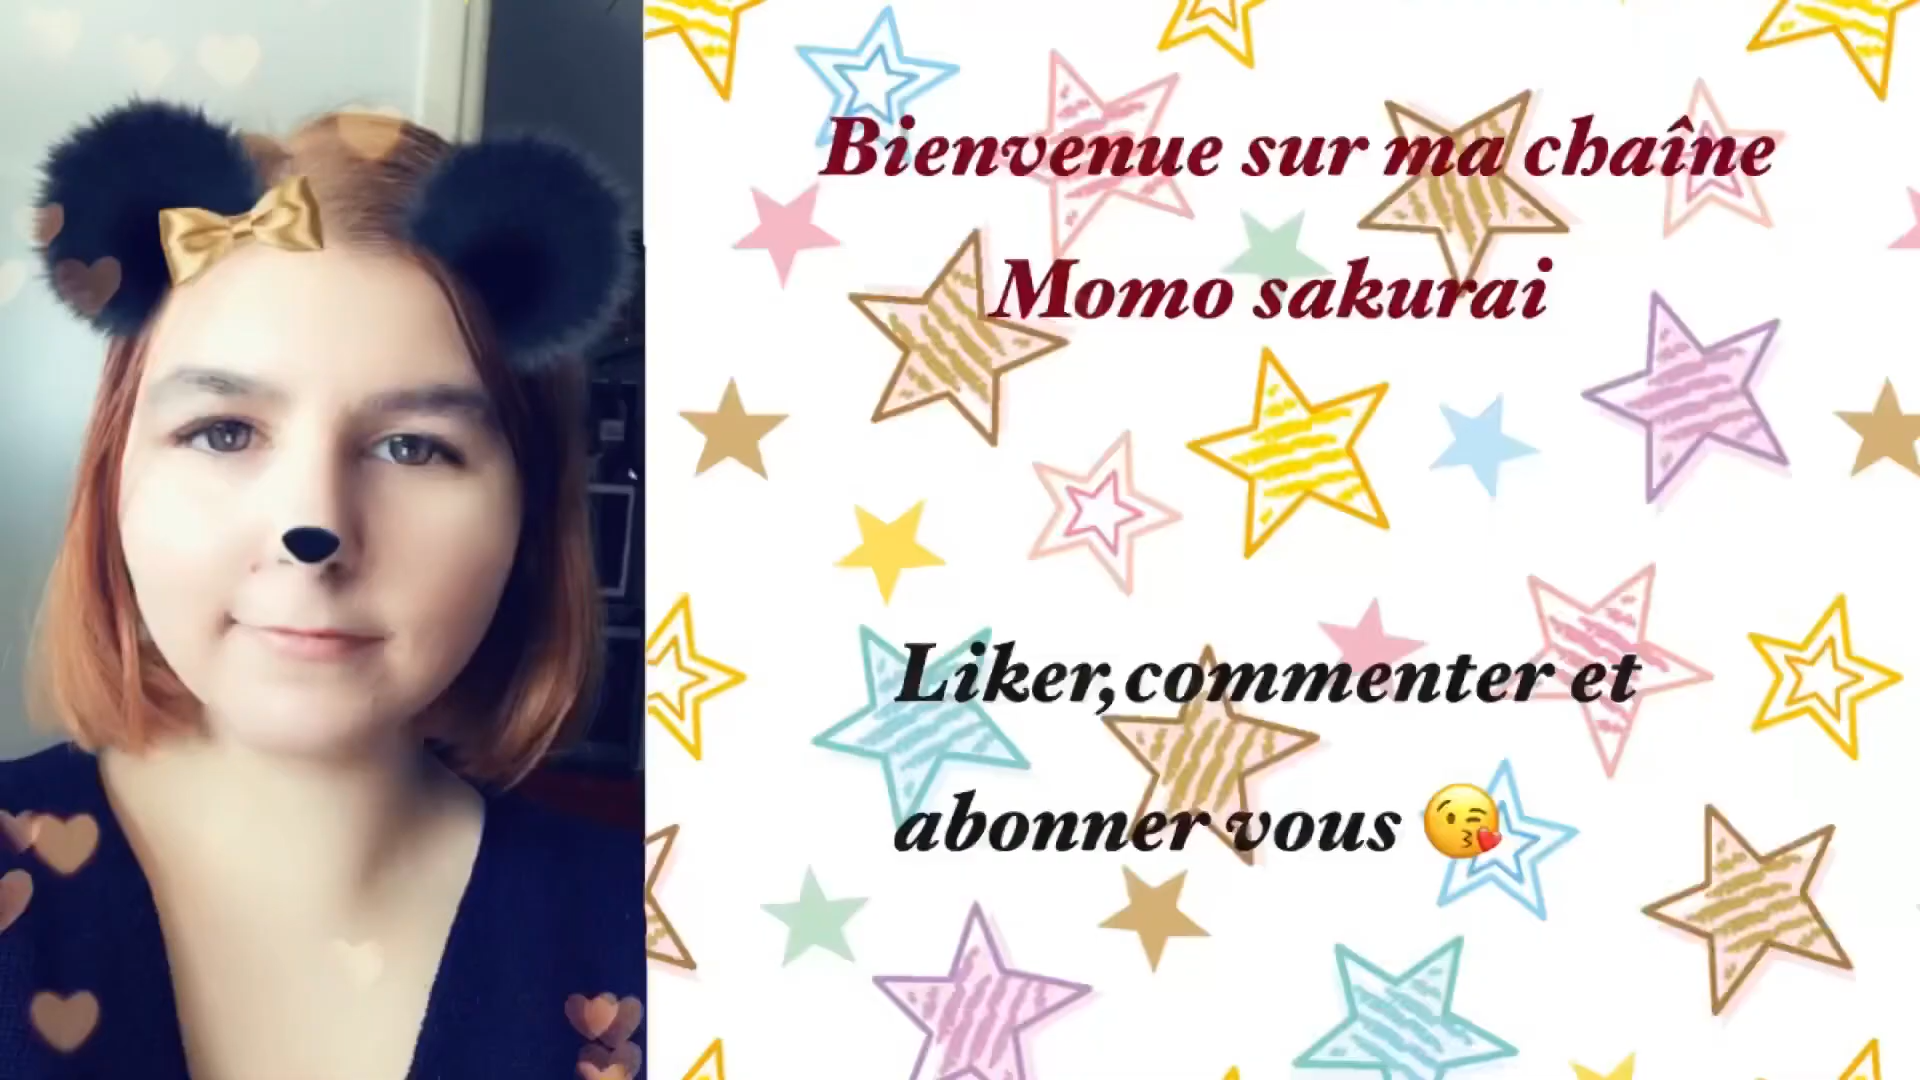 Bienvenue sur ma chaîne
Momo sakurai
Liker,commenter et
abonner vous 😘